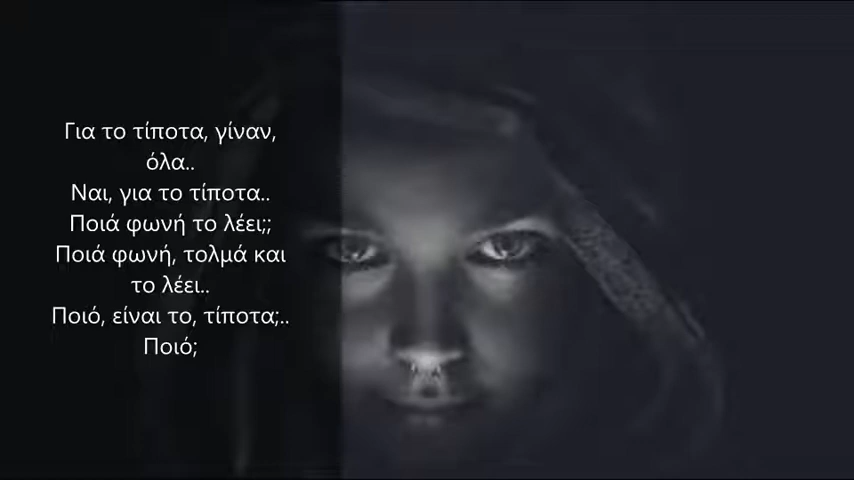 Για το τίποτα, γίναν,
όλα..
Ναι, για το τίποτα..
Ποιά φωνή το λέει;;
Ποιά φωνή, τολμά και
το λέει..
Ποιό, είναι το, τίποτα;..
Ποιό;